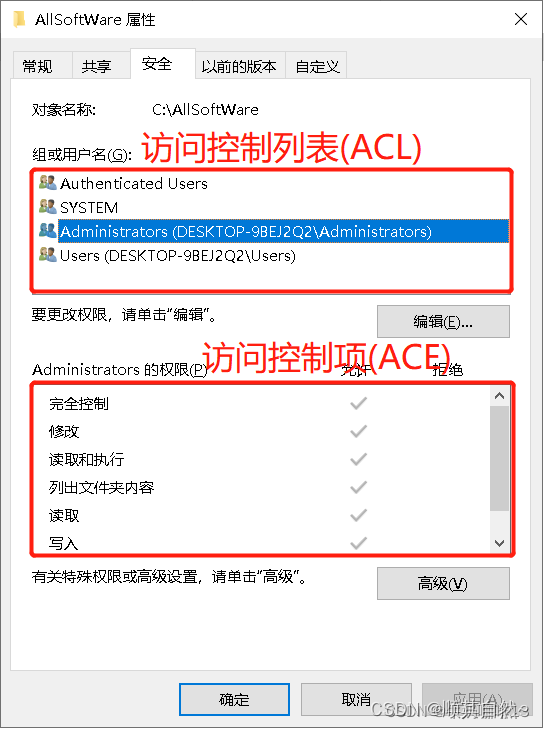 AllSoftWare 属性
常规 共享 安全 以前的版本 自定义
对象名称: C:\AllSoftWare
组或用户名(G): 访问控制列表(ACL)
Authenticated Users
SYSTEM
Administrators (DESKTOP-9BEJ2Q2\Administrators)
Users (DESKTOP-9BEJ2Q2\Users)
要更改权限，请单击“编辑”。
编辑(E)...
访问控制项(ACE)
Administrators 的权限(P) 允许 拒绝
完全控制
修改
读取和执行
列出文件夹内容
读取
写入
有关特殊权限或高级设置，请单击“高级”。
高级(V)
确定 取消 应用(A)
CSDN @顺其自然~